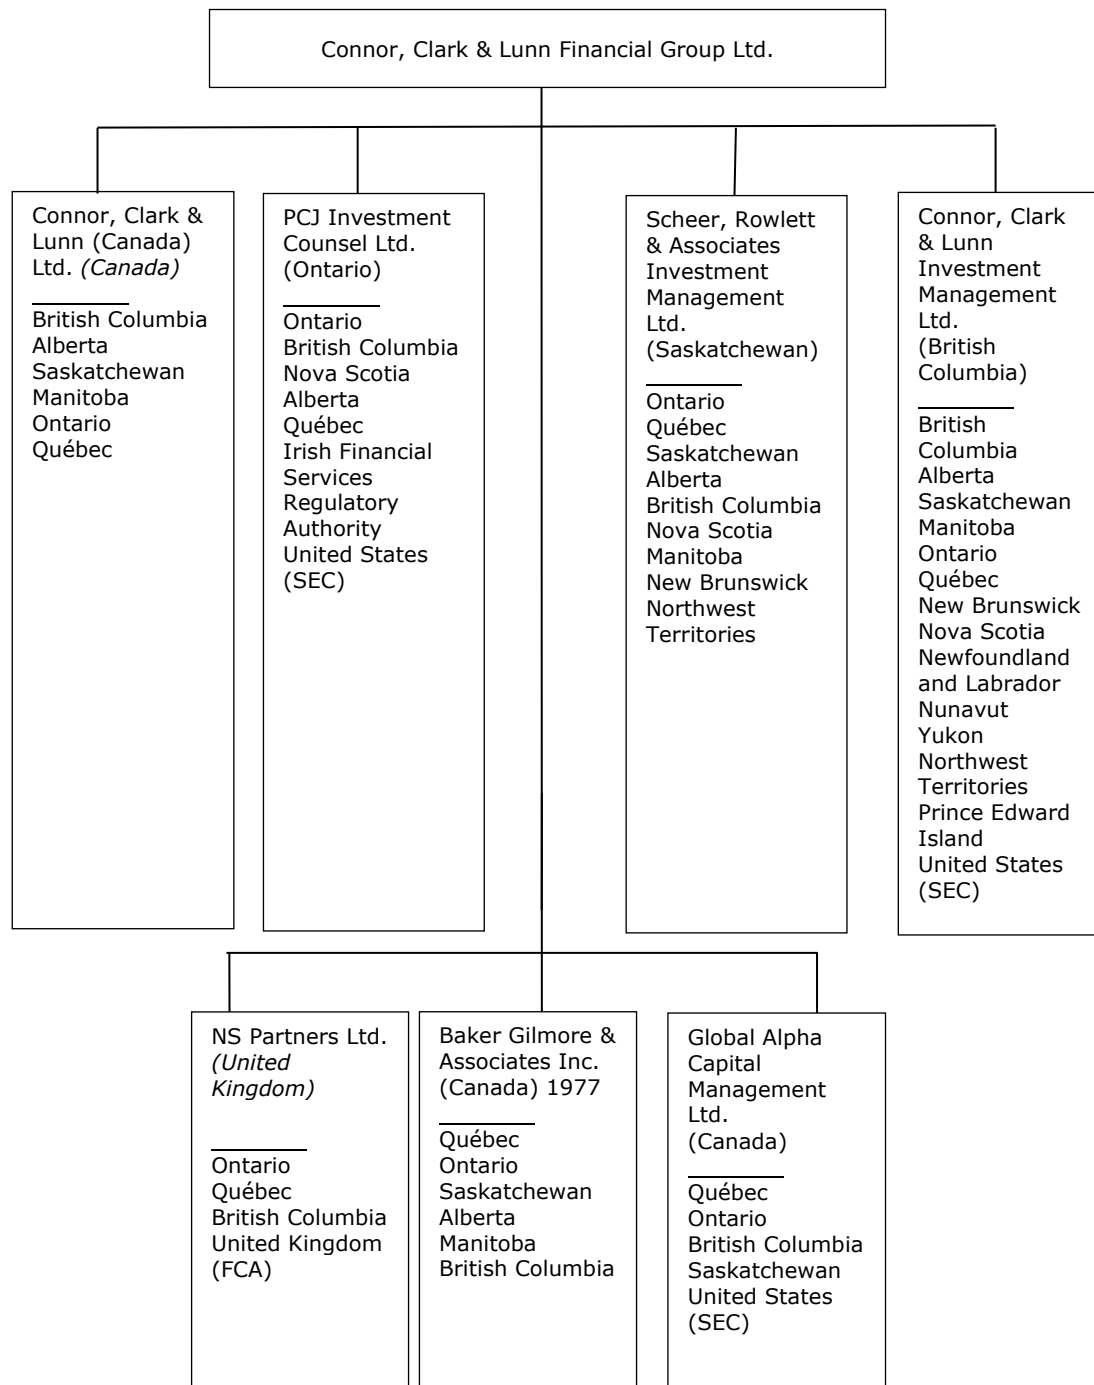 Connor, Clark & Lunn Financial Group Ltd.
Connor, Clark &
Lunn (Canada)
Ltd. (Canada)
British Columbia
Alberta
Saskatchewan
Manitoba
Ontario
Québec
PCJ Investment
Counsel Ltd.
(Ontario)
Ontario
British Columbia
Nova Scotia
Alberta
Québec
Irish Financial
Services
Regulatory
Authority
United States
(SEC)
Scheer, Rowlett
& Associates
Investment
Management
Ltd.
(Saskatchewan)
Ontario
Québec
Saskatchewan
Alberta
British Columbia
Nova Scotia
Manitoba
New Brunswick
Northwest
Territories
Connor, Clark
& Lunn
Investment
Management
Ltd.
(British
Columbia)
British
Columbia
Alberta
Saskatchewan
Manitoba
Ontario
Québec
New Brunswick
Nova Scotia
Newfoundland
and Labrador
Nunavut
Yukon
Northwest
Territories
Prince Edward
Island
United States
(SEC)
NS Partners Ltd.
(United
Kingdom)
Ontario
Québec
British Columbia
United Kingdom
(FCA)
Baker Gilmore &
Associates Inc.
(Canada) 1977
Québec
Ontario
Saskatchewan
Alberta
Manitoba
British Columbia
Global Alpha
Capital
Management
Ltd.
(Canada)
Québec
Ontario
British Columbia
Saskatchewan
United States
(SEC)